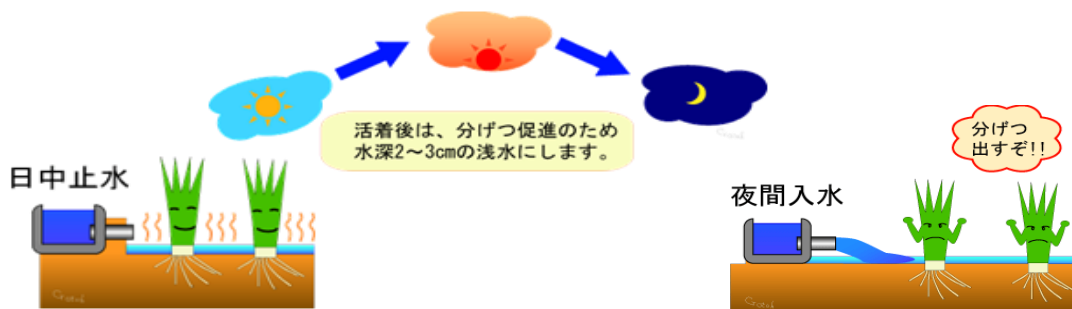 活着後は、分げつ促進のため
水深2～3cmの浅水にします。
日中止水
夜間入水
分げつ
出すぞ!!